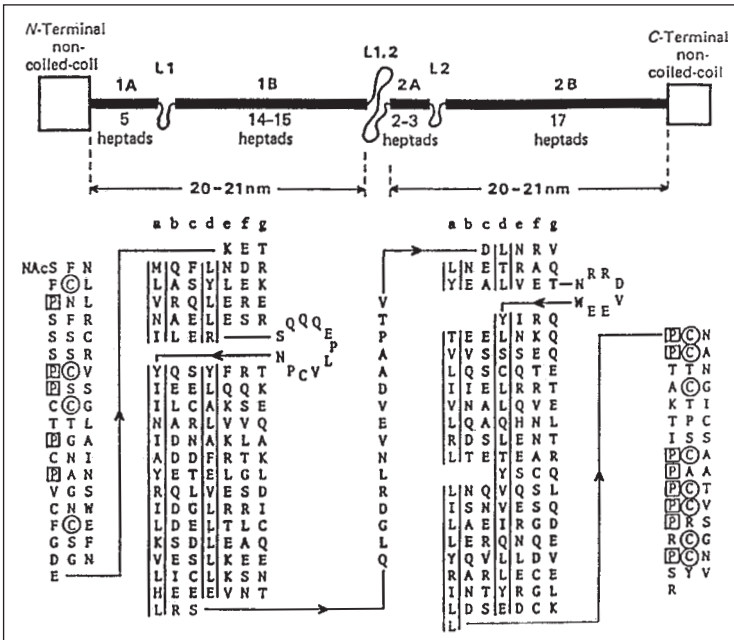 N-Terminal
non-
coiled-coil
C-Terminal
non-
coiled-coil
1A
L1
1B
L1,2
2A
L2
2B
5
heptads
14–15
heptads
2–3
heptads
17
heptads
20–21nm
20–21nm
a b c d e f g
NAcS F N
F C L
P N L
S F R
S S C
S S R
P C V
P S S
C C G
T T L
P G A
C N I
P A N
V G S
C N W
F C E
G S F
D G N
E
K E T
M Q F L N D R
L A S Y L E K
V R Q L E R E
N A E L E S R
I L E R
S Q Q Q E P L V C P N
Y Q S Y F R T
I E E L Q Q K
I L C A K S E
N A R L V V Q
I D N A K L A
A D D F R T K
Y E T E L G L
R Q L V E S D
I D G L R R I
L D E L T L C
K S D L E A Q
V E S L K E E
L I C L K S N
H E E E V N T
L R S
V
T
P
A
A
D
V
E
V
N
L
R
D
G
L
Q
a b c d e f g
D L N R V
L N E T R A Q
Y E A L V E T
N R R D V E E W
Y I R Q
T E E L N K Q
V V S S S E Q
L Q S C Q T E
I I E L R R T
V N A L Q V E
L Q A Q H N L
R D S L E N T
L T E T E A R
Y S C Q
L N Q V Q S L
I S N V E S Q
L A E I R G D
L E R Q N Q E
Y Q V L L D V
R A R L E C E
I N T Y R G L
L D S E D C K
L
P C N
P C A
T T N
A C G
K T I
T P C
I S S
P C A
P A A
P C T
P C V
P R S
R C G
P C N
S Y V
R